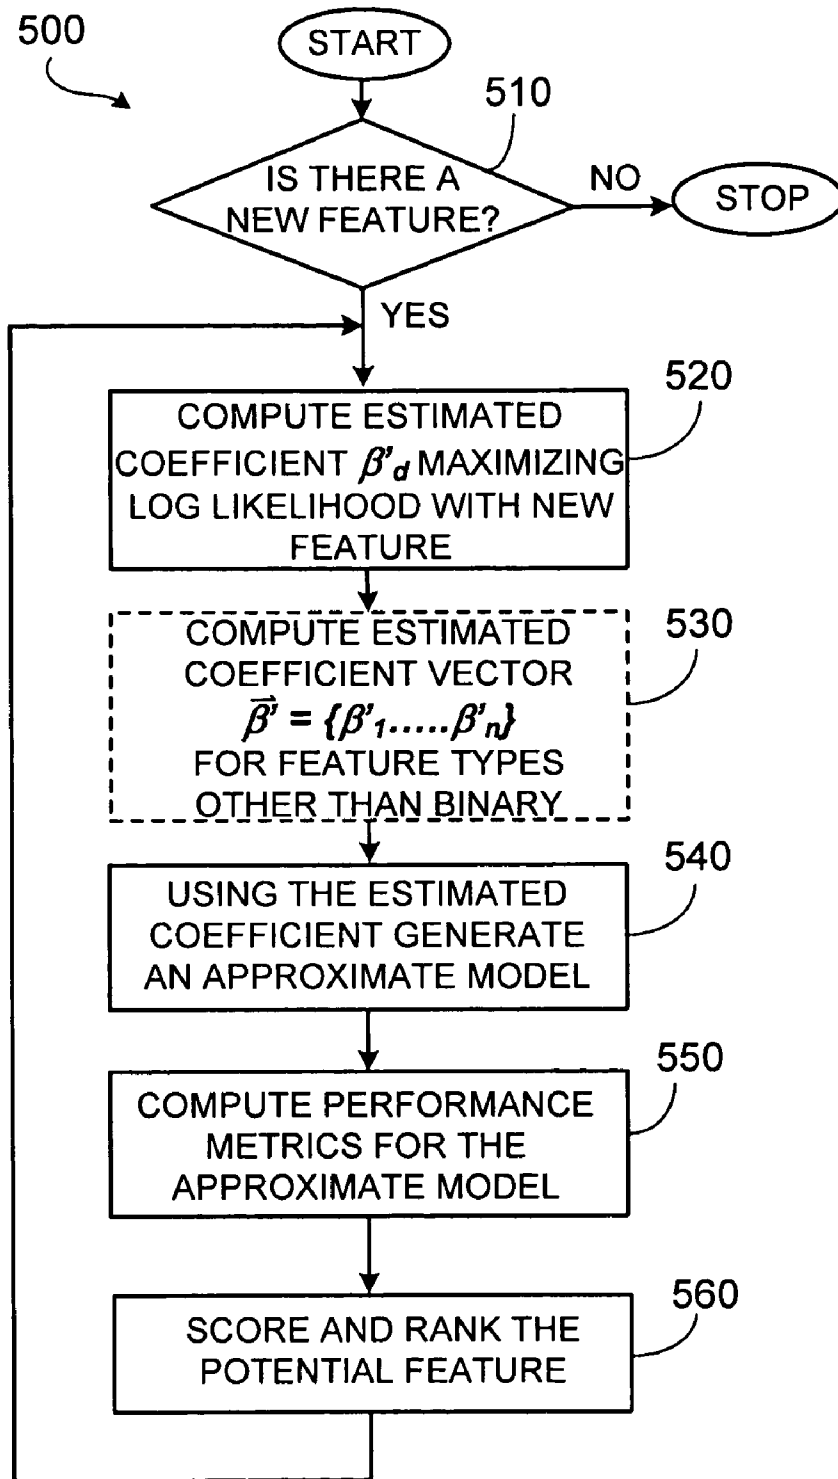 500
START
510
IS THERE A
NEW FEATURE?
NO
STOP
YES
520
COMPUTE ESTIMATED
COEFFICIENT β'd MAXIMIZING
LOG LIKELIHOOD WITH NEW
FEATURE
530
COMPUTE ESTIMATED
COEFFICIENT VECTOR
β⃗' = {β'1.....β'n}
FOR FEATURE TYPES
OTHER THAN BINARY
540
USING THE ESTIMATED
COEFFICIENT GENERATE
AN APPROXIMATE MODEL
550
COMPUTE PERFORMANCE
METRICS FOR THE
APPROXIMATE MODEL
560
SCORE AND RANK THE
POTENTIAL FEATURE